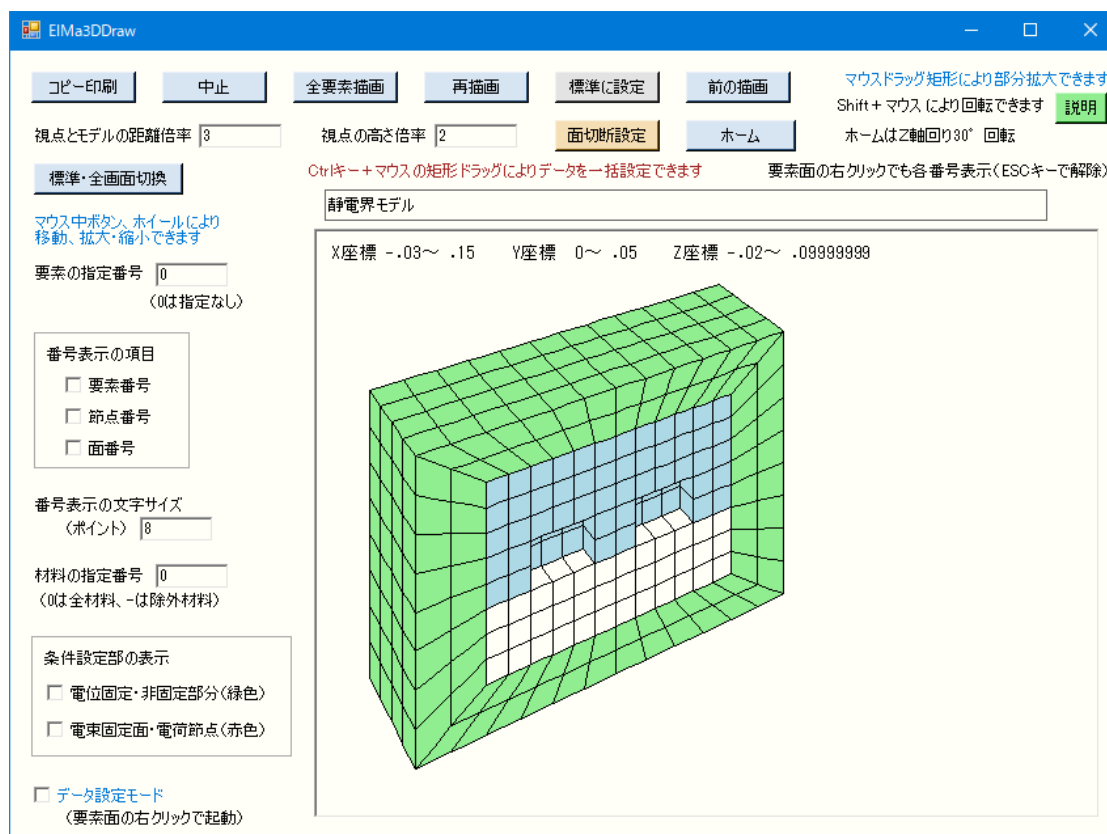 ElMa3DDraw
コピー印刷 中止 全要素描画 再描画 標準に設定 前の描画 マウスドラッグ矩形により部分拡大できます
Shift+マウスにより回転できます 説明
視点とモデルの距離倍率 3 視点の高さ倍率 2 面切断設定 ホーム ホームはZ軸回り30°回転
標準・全画面切換 Ctrlキー+マウスの矩形ドラッグによりデータを一括設定できます 要素面の右クリックでも各番号表示(ESCキーで解除)
静電界モデル
マウス中ボタン、ホイールにより
移動、拡大・縮小できます
X座標 -.03～ .15 Y座標 0～ .05 Z座標 -.02～ .09999999
要素の指定番号 0
(0は指定なし)
番号表示の項目
要素番号
節点番号
面番号
番号表示の文字サイズ
(ポイント) 8
材料の指定番号 0
(0は全材料、-は除外材料)
条件設定部の表示
電位固定・非固定部分(緑色)
電束固定面・電荷節点(赤色)
データ設定モード
(要素面の右クリックで起動)